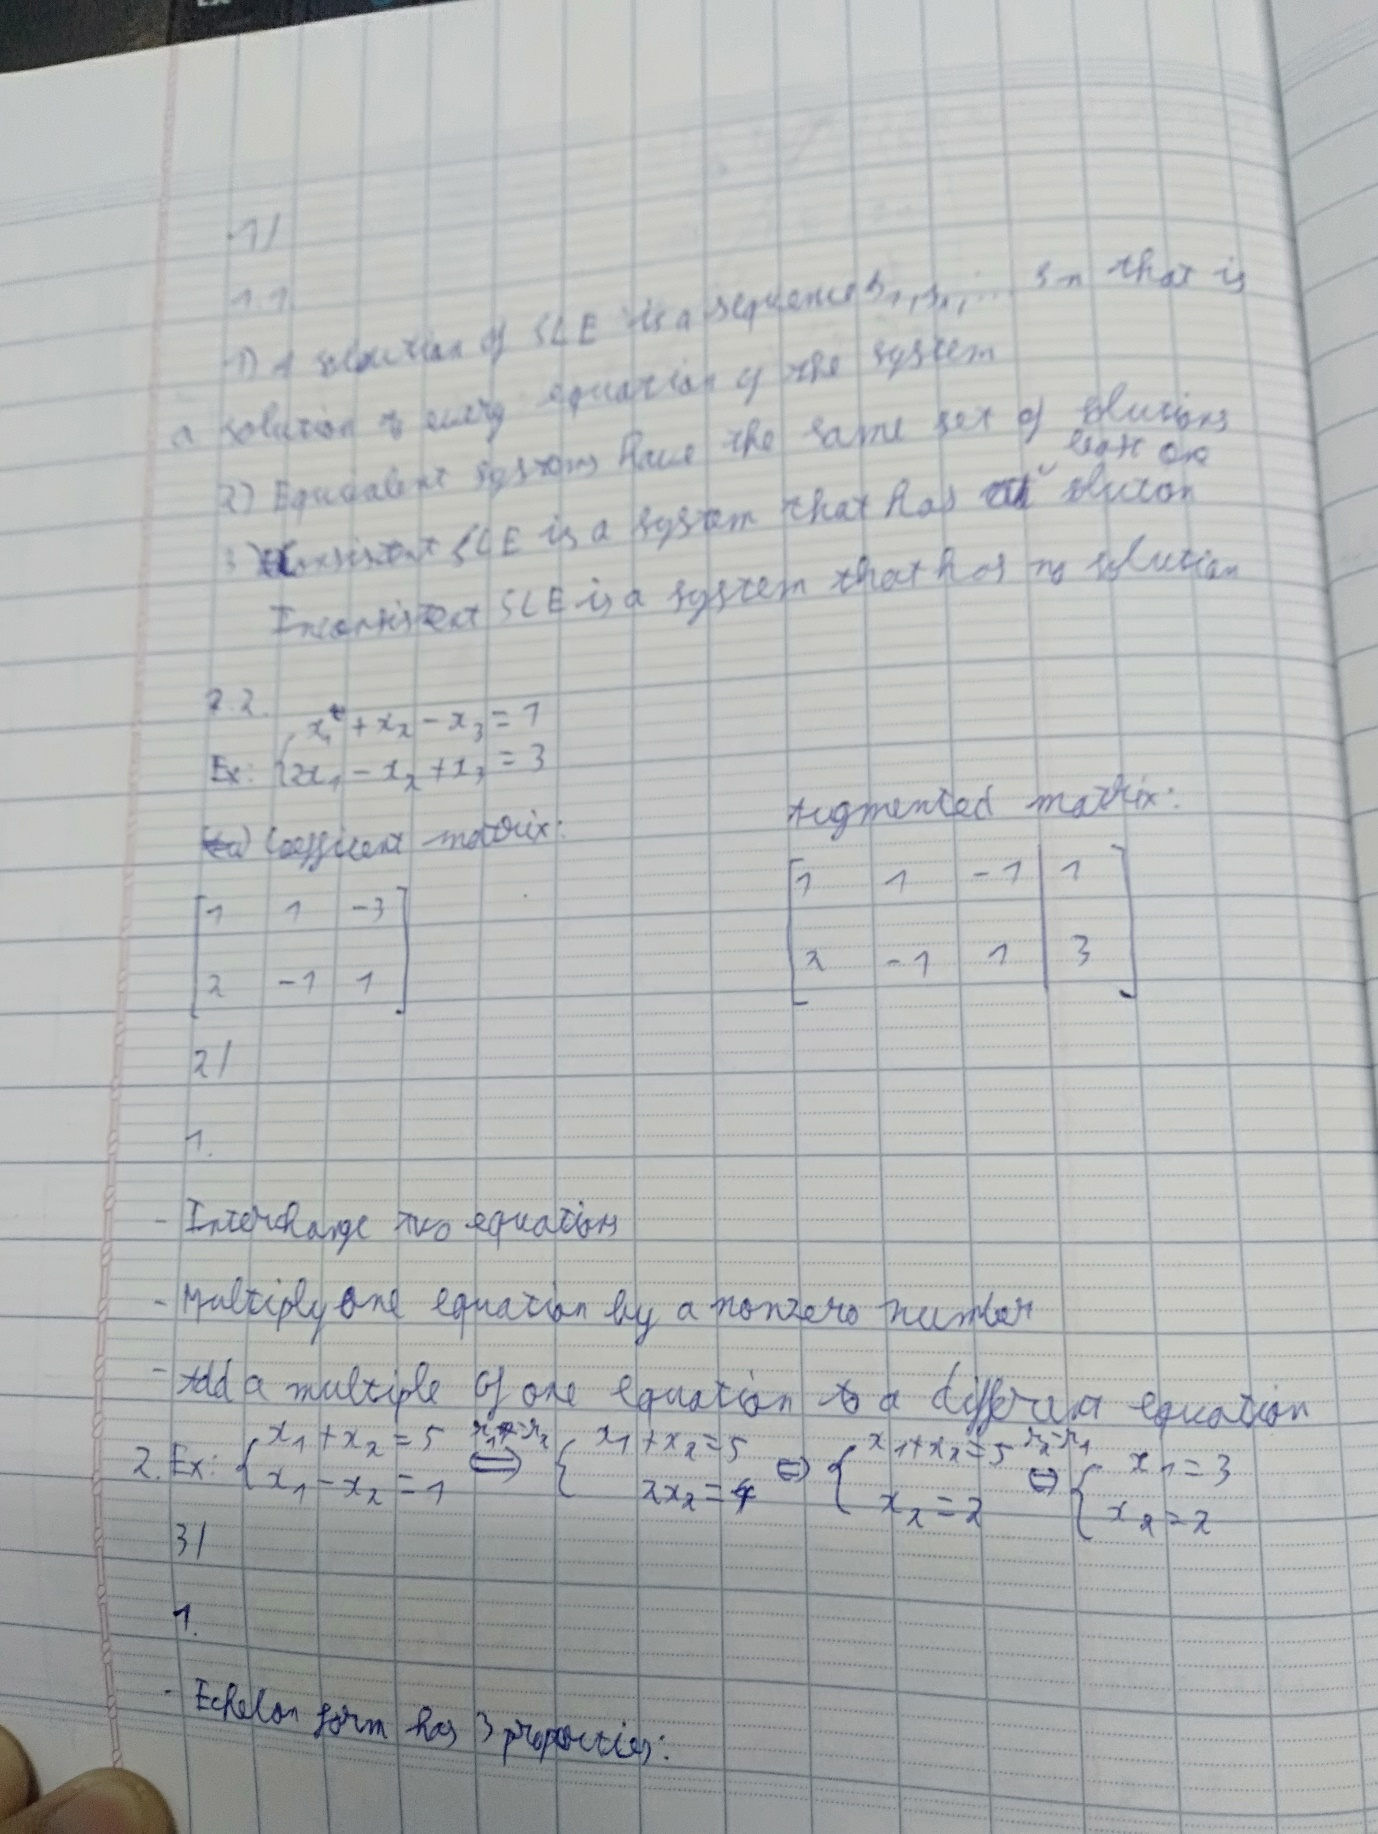 1/
1.1
1) A solution of SLE is a sequence s₁, s₂, ... sn that is
a solution to every equation of the system
2) Equivalent systems have the same set of solutions
least one
3) Consistent SLE is a system that has solution
Inconsistent SLE is a system that has no solution
x₁ + x₂ - x₃ = 1
Ex: { 2x₁ - x₂ + x₃ = 3
Coefficient matrix: Augmented matrix:
[ 1 1 -3 ] [ 1 1 -1 | 1 ]
[ 2 -1 1 ] [ 2 -1 1 | 3 ]
2/
1.
- Interchange two equations
- Multiply one equation by a nonzero number
- Add a multiple of one equation to a different equation
2. Ex: { x₁ + x₂ = 5 ⇔ { x₁ + x₂ = 5 ⇔ { x₁ + x₂ = 5 r₂-r₁ ⇔ { x₁ = 3
x₁ - x₂ = 1 2x₂ = 4 x₂ = 2 x₂ = 2
3/
1.
- Echelon form has 3 properties: